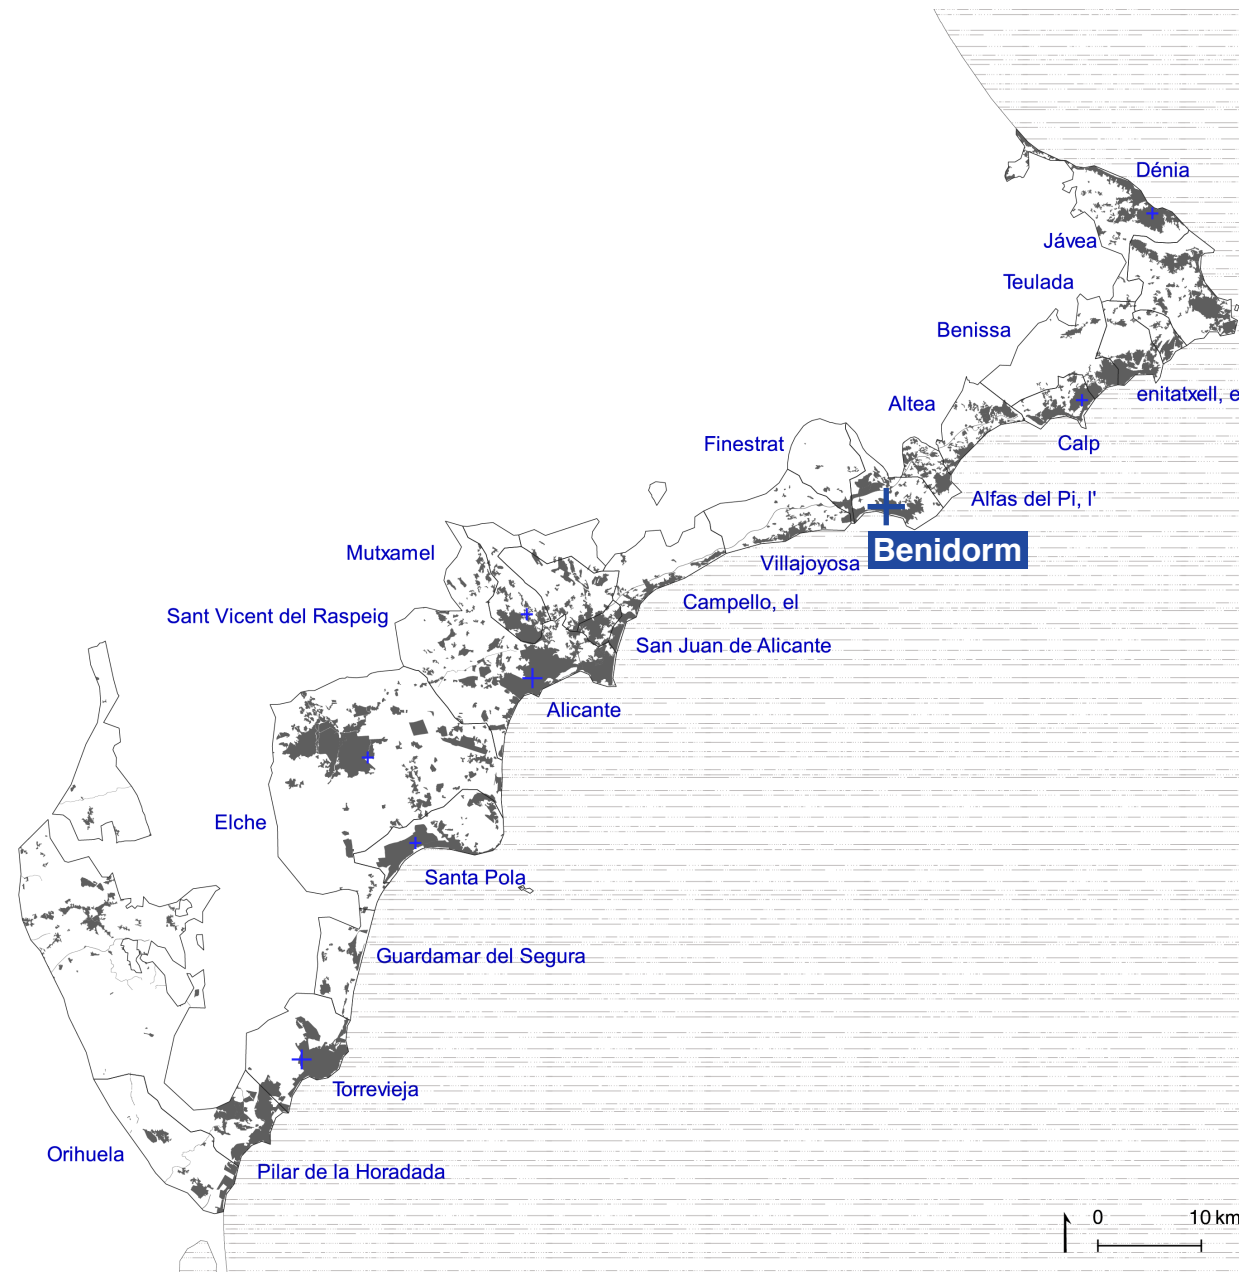 Dénia
Jávea
Teulada
Benissa
enitatxell, e
Altea
Calp
Finestrat
Alfas del Pi, l'
Benidorm
Mutxamel
Villajoyosa
Campello, el
Sant Vicent del Raspeig
San Juan de Alicante
Alicante
Elche
Santa Pola
Guardamar del Segura
Torrevieja
Orihuela
Pilar de la Horadada
0 10 km